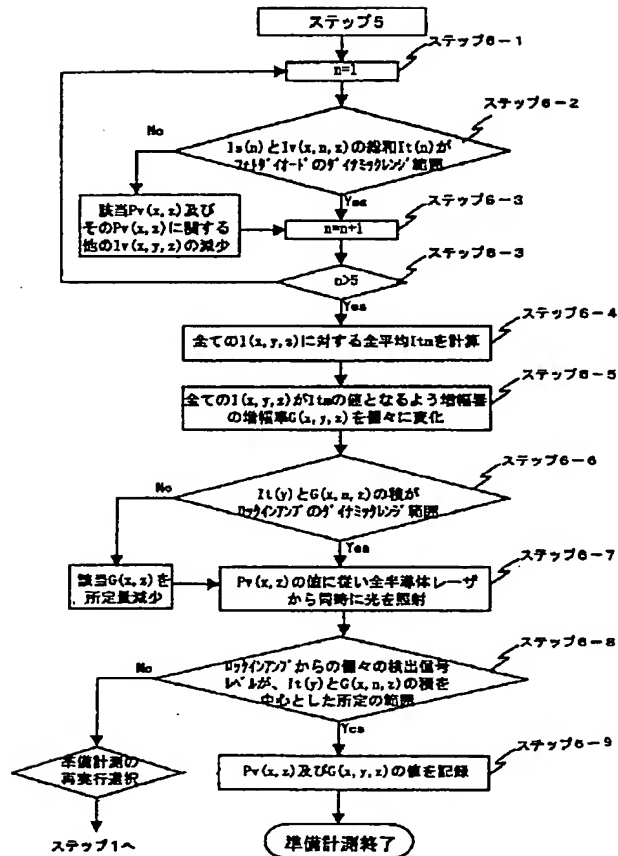 ステップ5
ステップ6-1
n=1
ステップ6-2
No
Is(n)とIv(x,n,z)の総和It(n)が
フォトダイオードのダイナミックレンジ範囲
Yes
ステップ6-3
該当Pv(x,z)及び
そのPv(x,z)に関する
他のIv(x,y,z)の減少
n=n+1
ステップ6-3
n>5
Yes
ステップ6-4
全てのI(x,y,z)に対する全平均Itmを計算
ステップ6-5
全てのI(x,y,z)がItmの値となるよう増幅器
の増幅率G(x,y,z)を個々に変化
ステップ6-6
No
It(y)とG(x,n,z)の積が
ロックインアンプのダイナミックレンジ範囲
Yes
ステップ6-7
該当G(x,z)を
所定量減少
Pv(x,z)の値に従い全半導体レーザ
から同時に光を照射
ステップ6-8
No
ロックインアンプからの個々の検出信号
レベルが、It(y)とG(x,n,z)の積を
中心とした所定の範囲
Yes
ステップ6-9
準備計測の
再実行選択
Pv(x,z)及びG(x,y,z)の値を記録
ステップ1へ
準備計測終了